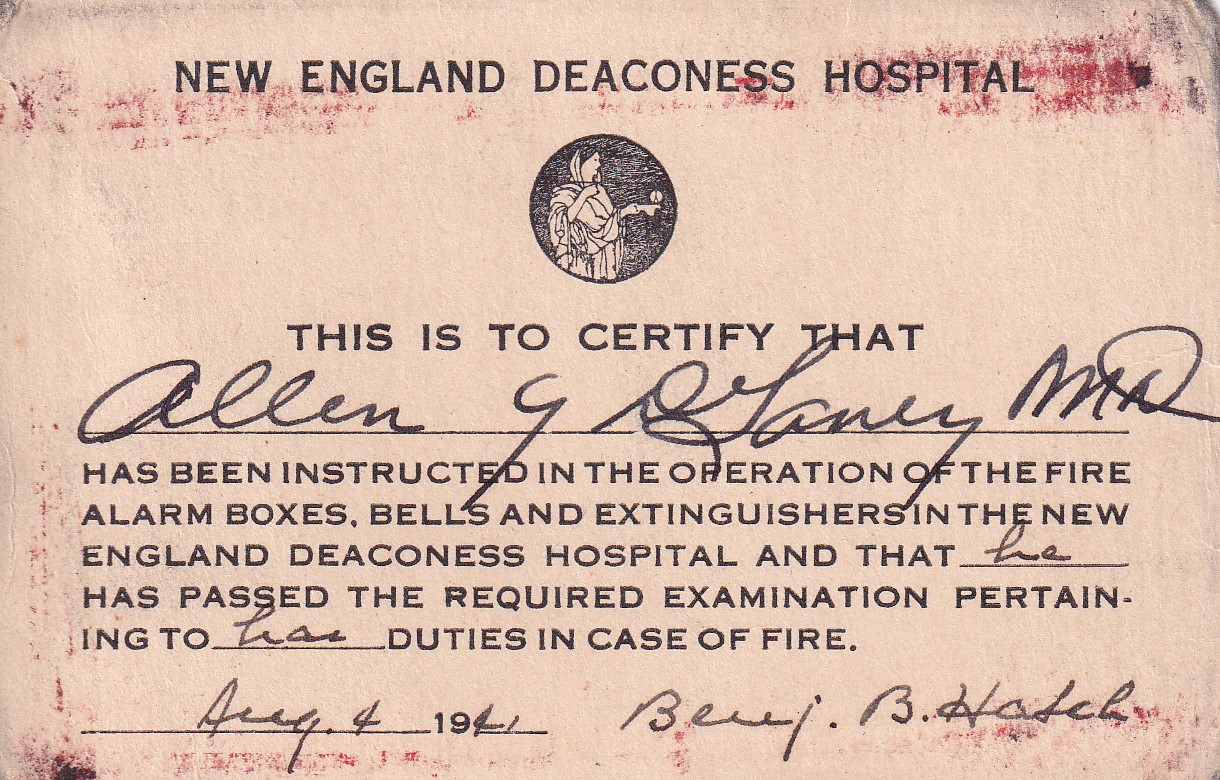 NEW ENGLAND DEACONESS HOSPITAL
THIS IS TO CERTIFY THAT
Allen G DeLaney MD
HAS BEEN INSTRUCTED IN THE OPERATION OF THE FIRE
ALARM BOXES, BELLS AND EXTINGUISHERS IN THE NEW
ENGLAND DEACONESS HOSPITAL AND THAT he
HAS PASSED THE REQUIRED EXAMINATION PERTAIN-
ING TO DUTIES IN CASE OF FIRE.
Aug. 4 1941 Benj. B. Hatch